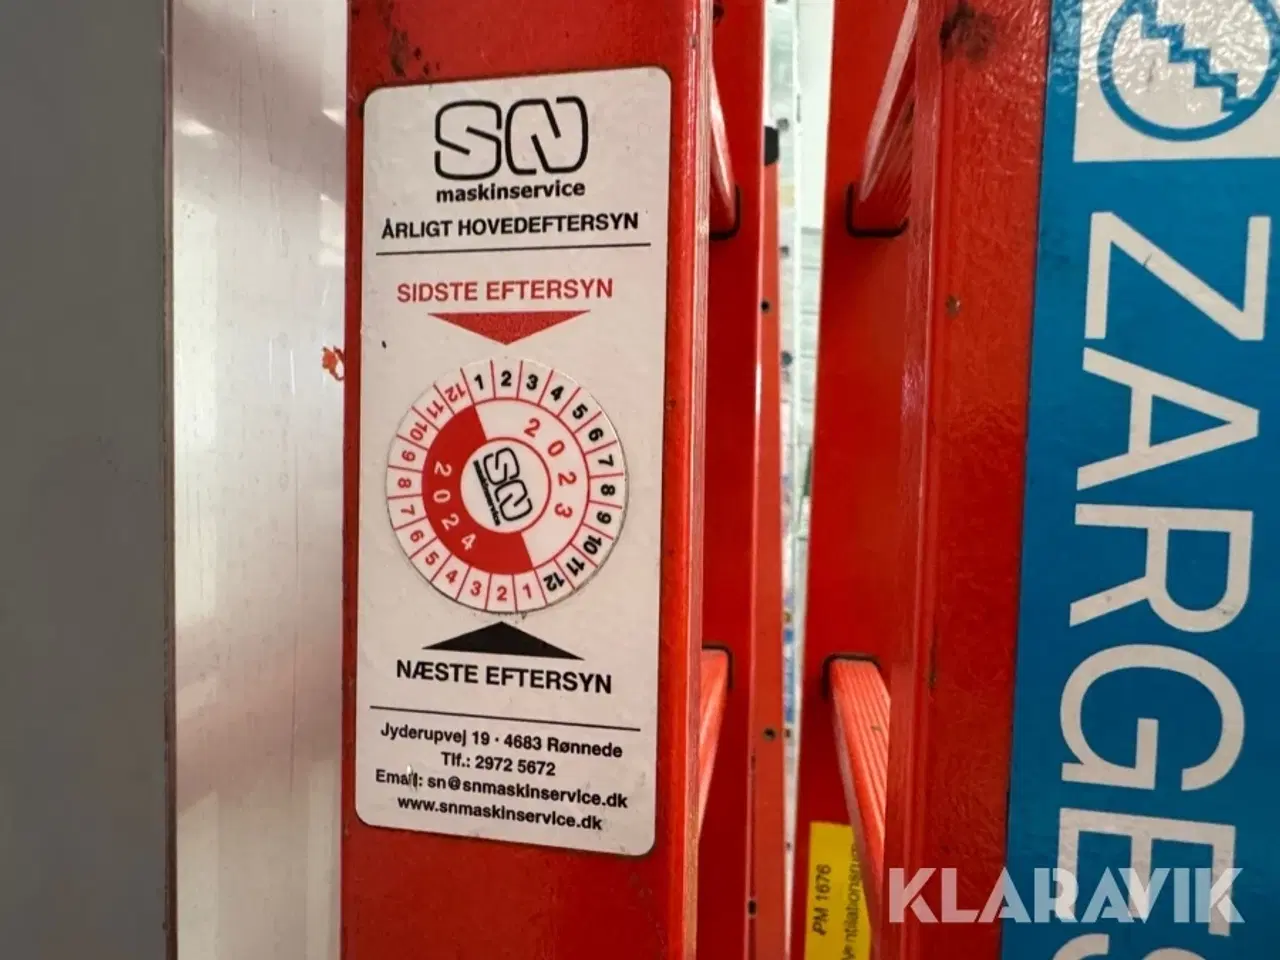 SN
maskinservice
ÅRLIGT HOVEDEFTERSYN
SIDSTE EFTERSYN
1 2 3 4 5 6 7 8 9 10 11 12
1 2 3 4 5 6 7 8 9 10 11 12
2023
2024
SN
maskinservice
NÆSTE EFTERSYN
Jyderupvej 19 · 4683 Rønnede
Tlf.: 2972 5672
Email: sn@snmaskinservice.dk
www.snmaskinservice.dk
ZARGES
PM 1676
KLARAVIK